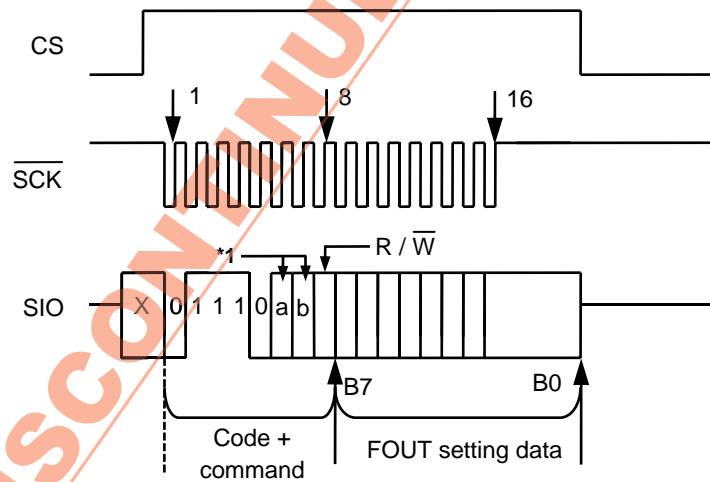 CS
1 8 16
SCK
*1 R / W
SIO X 0 1 1 1 0 a b
B7 B0
Code +
command
FOUT setting data
ISCONTINU